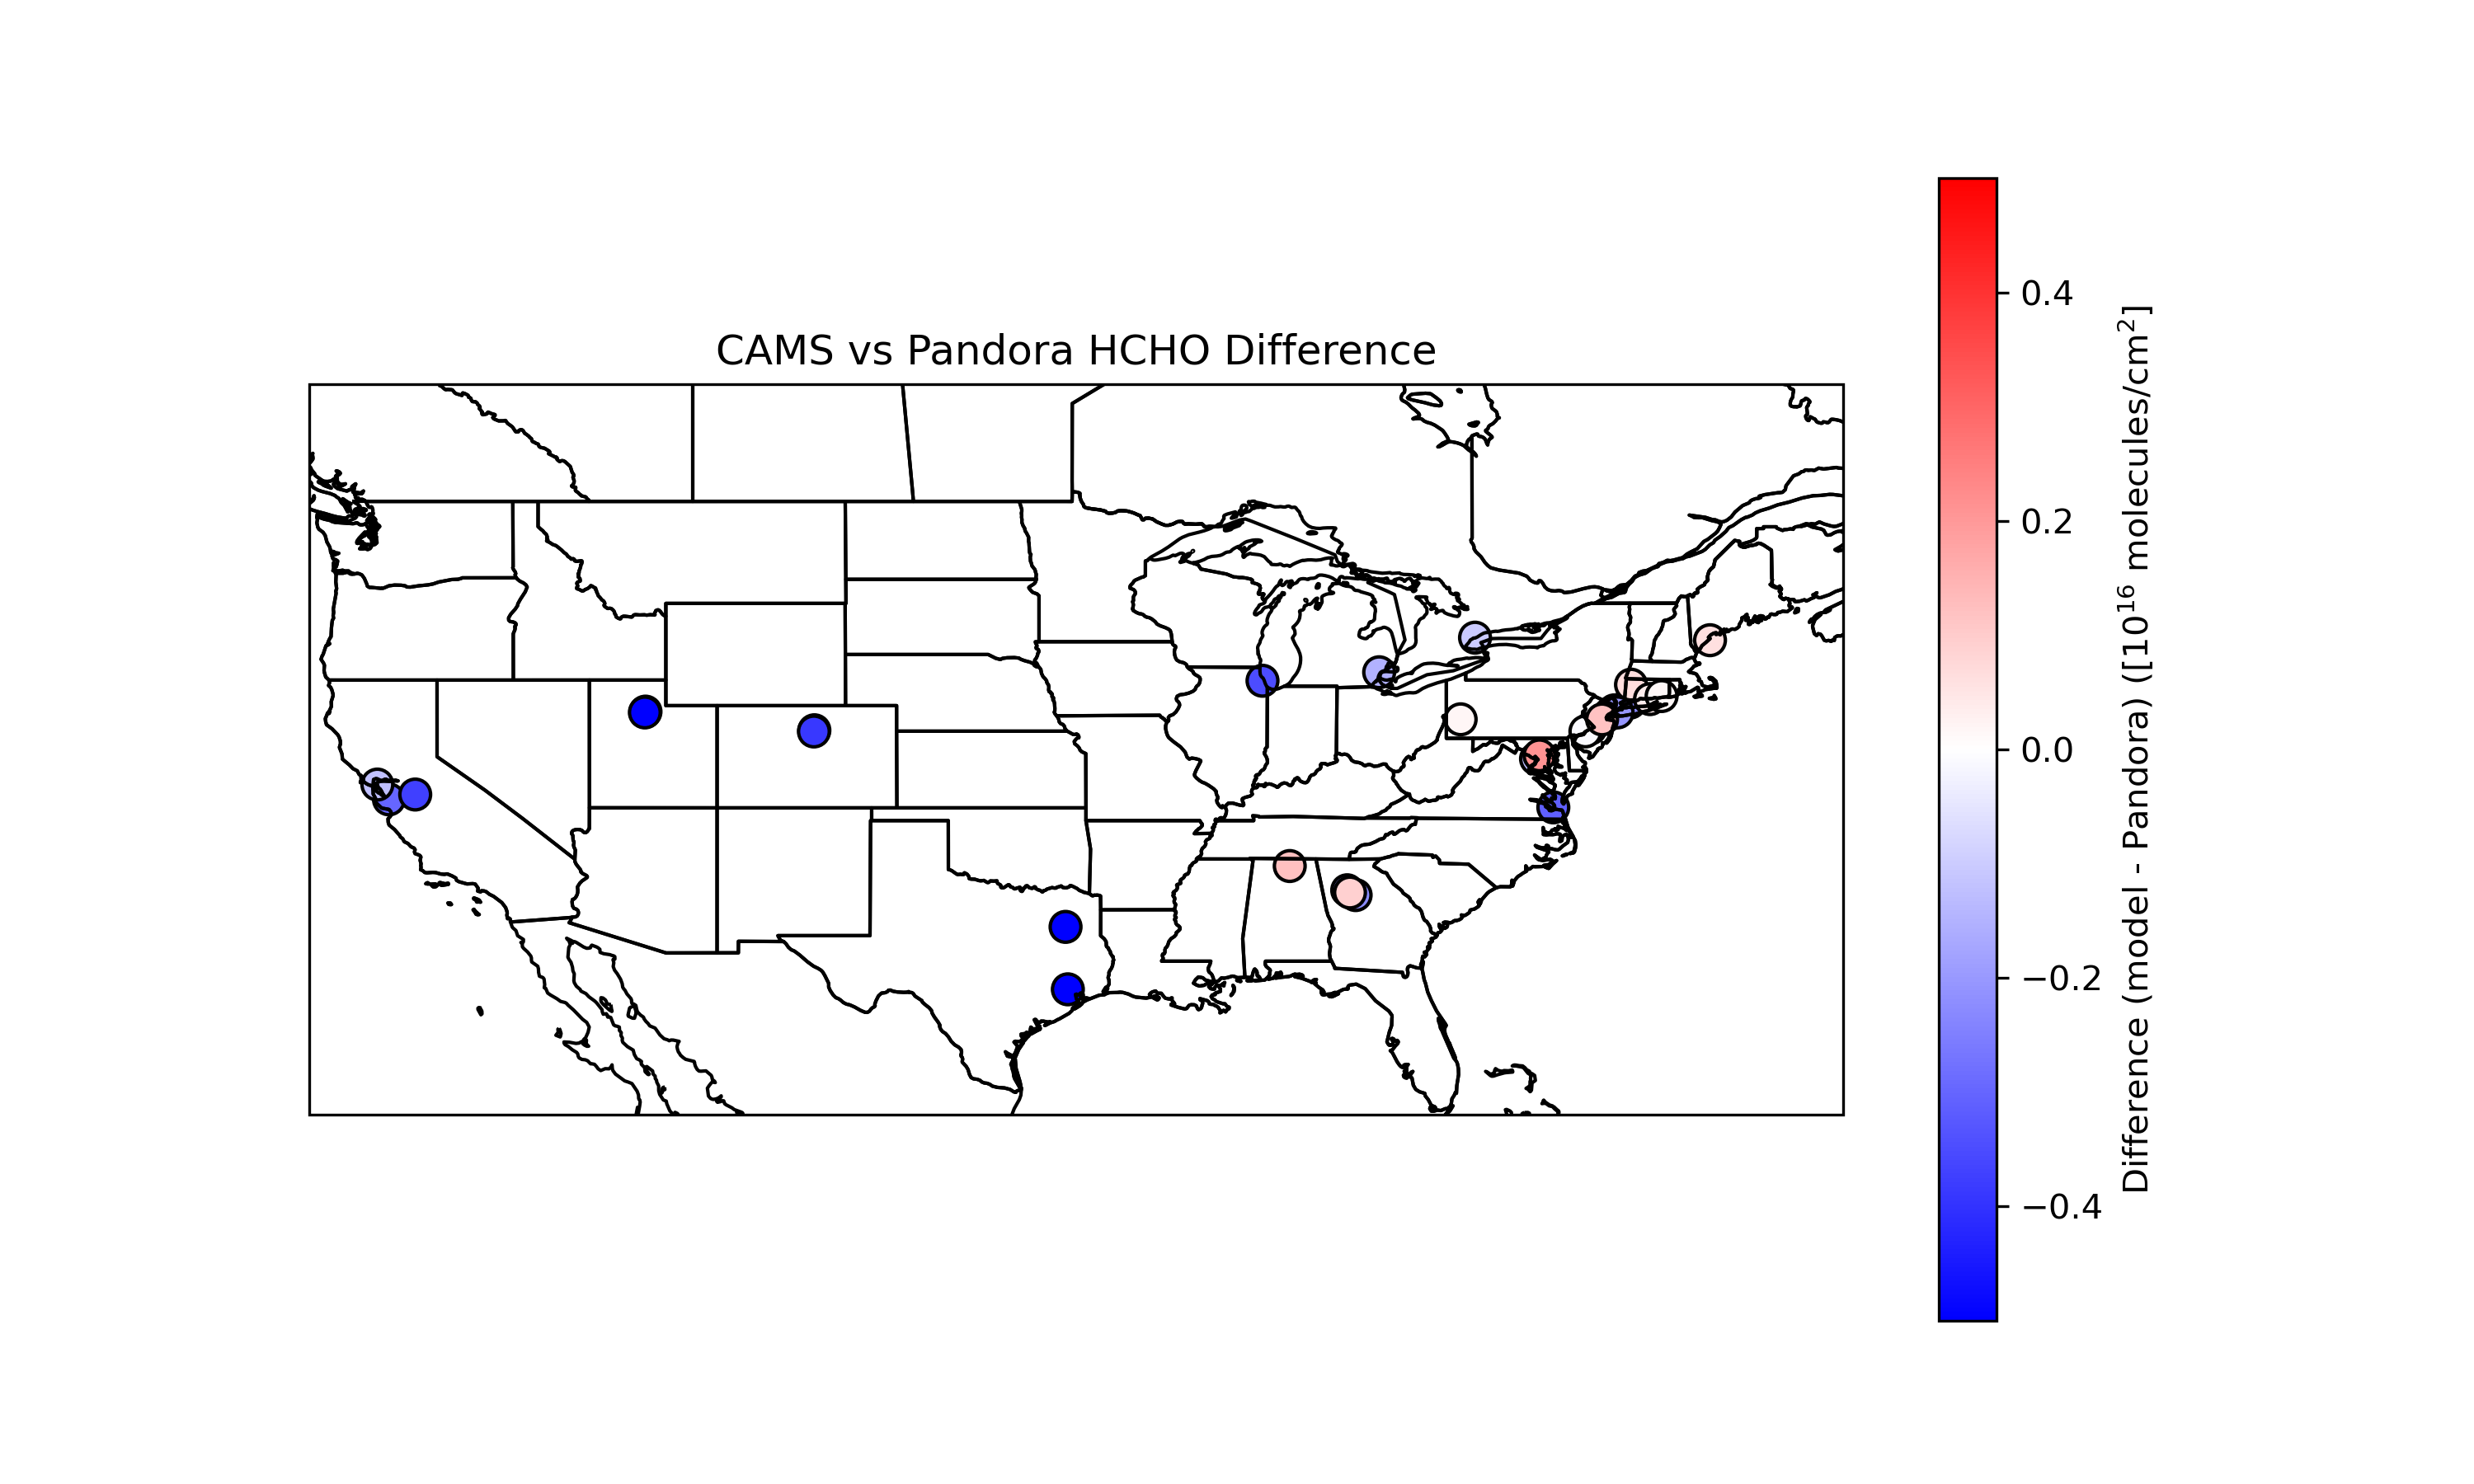 CAMS vs Pandora HCHO Difference
0.4
0.2
0.0
−0.2
−0.4
Difference (model - Pandora) ([10¹⁶ molecules/cm²]